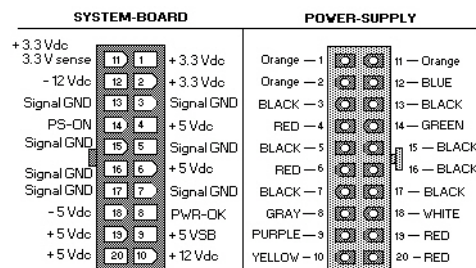 SYSTEM-BOARD
+ 3.3 Vdc
3.3 V sense 11 1 + 3.3 Vdc
- 12 Vdc 12 2 + 3.3 Vdc
Signal GND 13 3 Signal GND
PS-ON 14 4 + 5 Vdc
Signal GND 15 5 Signal GND
Signal GND 16 6 + 5 Vdc
Signal GND 17 7 Signal GND
- 5 Vdc 18 8 PWR-OK
+ 5 Vdc 19 9 + 5 VSB
+ 5 Vdc 20 10 + 12 Vdc
POWER-SUPPLY
Orange — 1 11 — Orange
Orange — 2 12 — BLUE
BLACK — 3 13 — BLACK
RED — 4 14 — GREEN
BLACK — 5 15 — BLACK
RED — 6 16 — BLACK
BLACK — 7 17 — BLACK
GRAY — 8 18 — WHITE
PURPLE — 9 19 — RED
YELLOW — 10 20 — RED